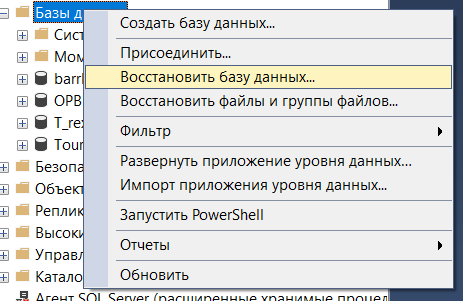 Базы д
Создать базу данных...
Сист
Присоединить...
Мом
Восстановить базу данных...
barr
OPB
Восстановить файлы и группы файлов...
T_re
Фильтр
Tour
Безопа
Развернуть приложение уровня данных...
Объект
Импорт приложения уровня данных...
Реплик
Запустить PowerShell
Высоки
Управл
Отчеты
Катало
Обновить
Агент SQL Server (расширенные хранимые процед